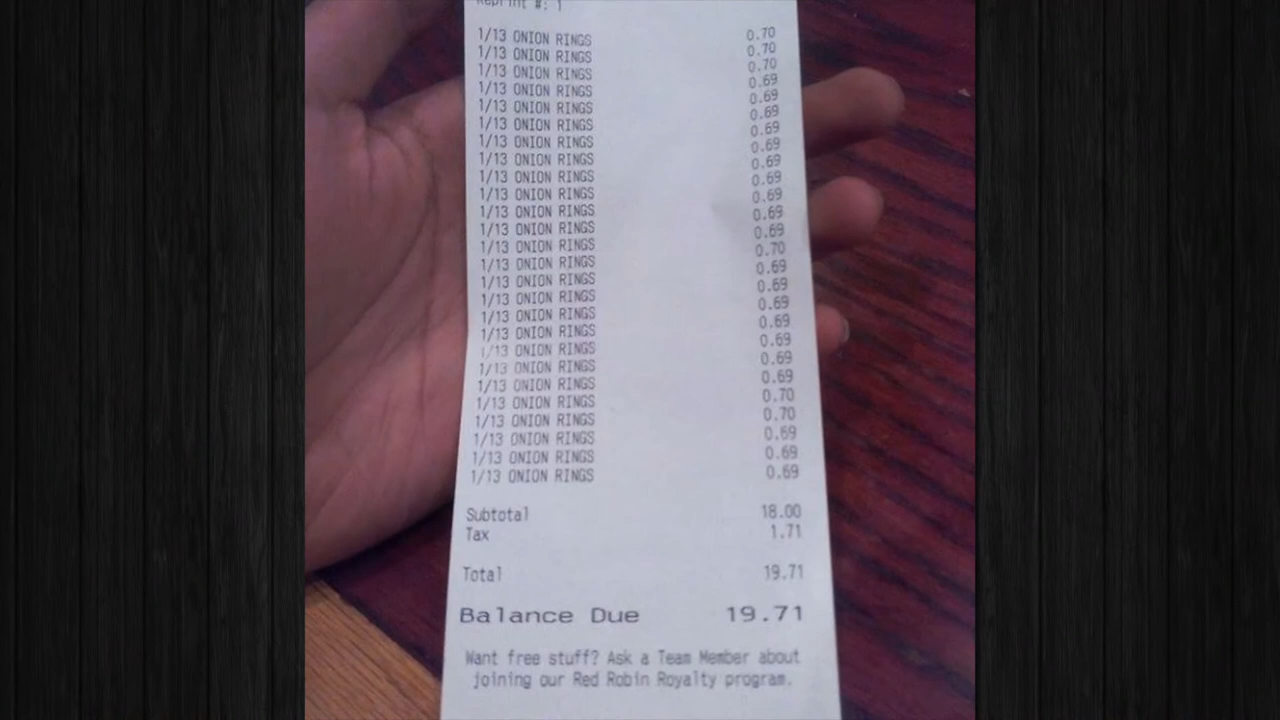 Reprint #: 1
1/13 ONION RINGS 0.70
1/13 ONION RINGS 0.70
1/13 ONION RINGS 0.70
1/13 ONION RINGS 0.69
1/13 ONION RINGS 0.69
1/13 ONION RINGS 0.69
1/13 ONION RINGS 0.69
1/13 ONION RINGS 0.69
1/13 ONION RINGS 0.69
1/13 ONION RINGS 0.69
1/13 ONION RINGS 0.69
1/13 ONION RINGS 0.69
1/13 ONION RINGS 0.69
1/13 ONION RINGS 0.70
1/13 ONION RINGS 0.69
1/13 ONION RINGS 0.69
1/13 ONION RINGS 0.69
1/13 ONION RINGS 0.69
1/13 ONION RINGS 0.69
1/13 ONION RINGS 0.69
1/13 ONION RINGS 0.69
1/13 ONION RINGS 0.70
1/13 ONION RINGS 0.70
1/13 ONION RINGS 0.69
1/13 ONION RINGS 0.69
1/13 ONION RINGS 0.69
Subtotal 18.00
Tax 1.71
Total 19.71
Balance Due 19.71
Want free stuff? Ask a Team Member about
joining our Red Robin Royalty program.